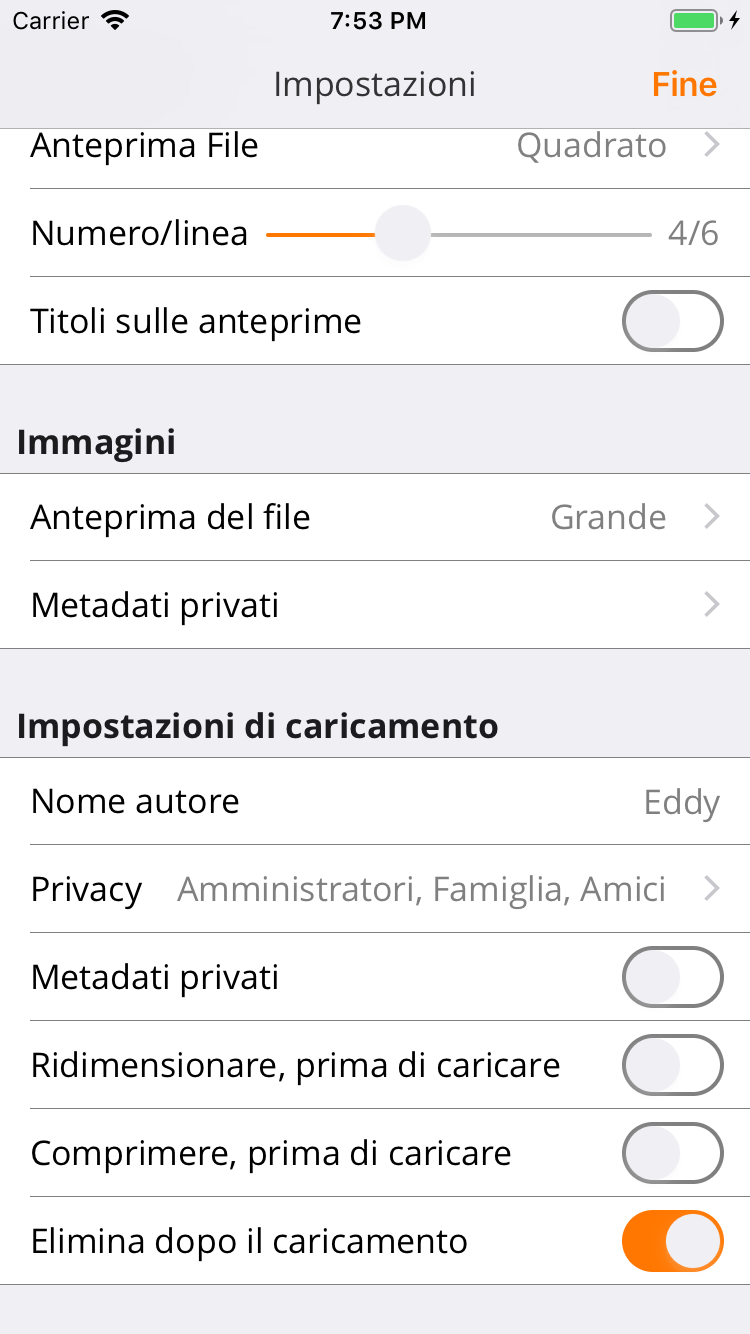 Carrier 7:53 PM
Impostazioni Fine
Anteprima File Quadrato
Numero/linea 4/6
Titoli sulle anteprime
Immagini
Anteprima del file Grande
Metadati privati
Impostazioni di caricamento
Nome autore Eddy
Privacy Amministratori, Famiglia, Amici
Metadati privati
Ridimensionare, prima di caricare
Comprimere, prima di caricare
Elimina dopo il caricamento